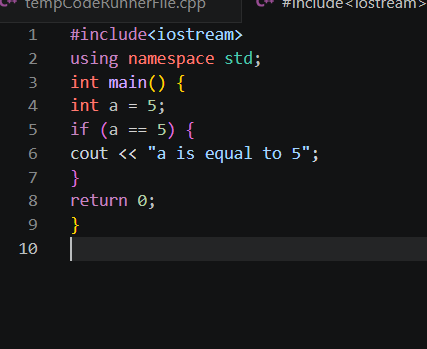 tempCodeRunnerFile.cpp
#include<iostream>
1 #include<iostream>
2 using namespace std;
3 int main() {
4 int a = 5;
5 if (a == 5) {
6 cout << "a is equal to 5";
7 }
8 return 0;
9 }
10